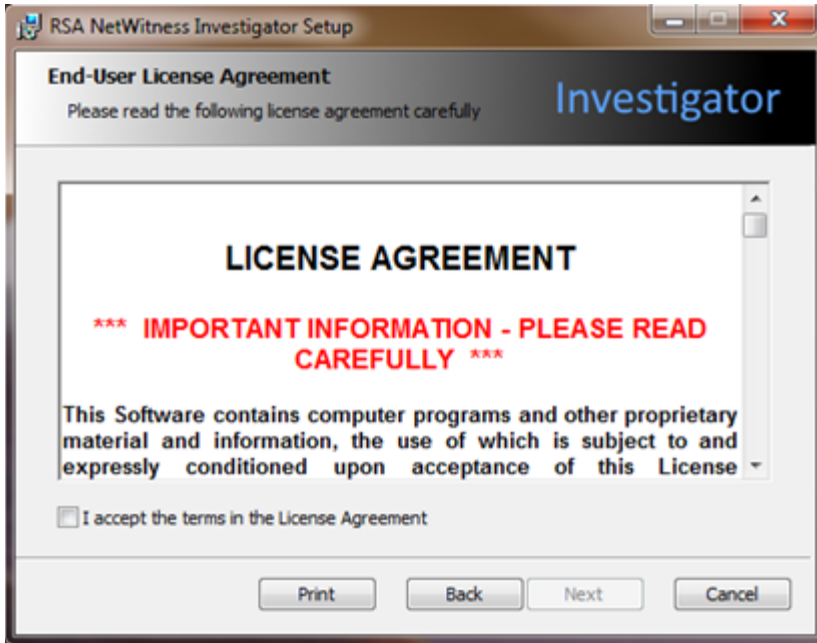 RSA NetWitness Investigator Setup
End-User License Agreement
Please read the following license agreement carefully
Investigator
LICENSE AGREEMENT
*** IMPORTANT INFORMATION - PLEASE READ
CAREFULLY ***
This Software contains computer programs and other proprietary
material and information, the use of which is subject to and
expressly conditioned upon acceptance of this License
I accept the terms in the License Agreement
Print
Back
Next
Cancel